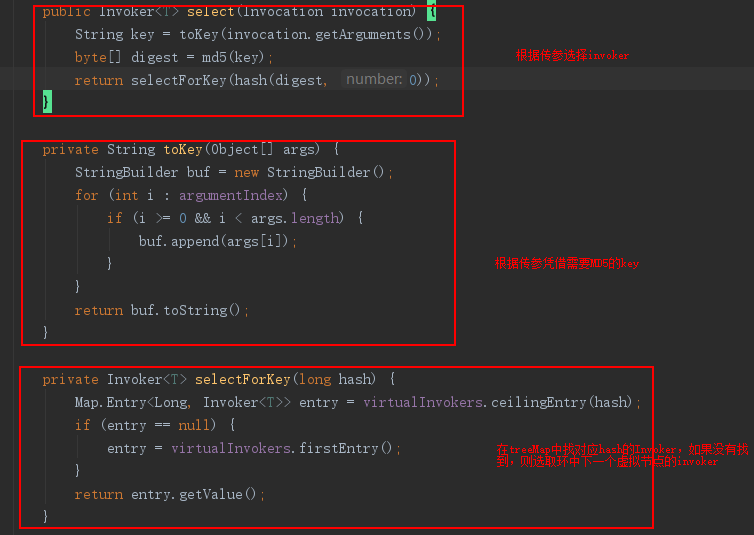 public Invoker<T> select(Invocation invocation) {
String key = toKey(invocation.getArguments());
byte[] digest = md5(key);
return selectForKey(hash(digest, number: 0));
}
根据传参选择invoker
private String toKey(Object[] args) {
StringBuilder buf = new StringBuilder();
for (int i : argumentIndex) {
if (i >= 0 && i < args.length) {
buf.append(args[i]);
}
}
return buf.toString();
}
根据传参凭借需要MD5的key
private Invoker<T> selectForKey(long hash) {
Map.Entry<Long, Invoker<T>> entry = virtualInvokers.ceilingEntry(hash);
if (entry == null) {
entry = virtualInvokers.firstEntry();
}
return entry.getValue();
}
在treeMap中找对应hash的Invoker，如果没有找
到，则选取环中下一个虚拟节点的invoker